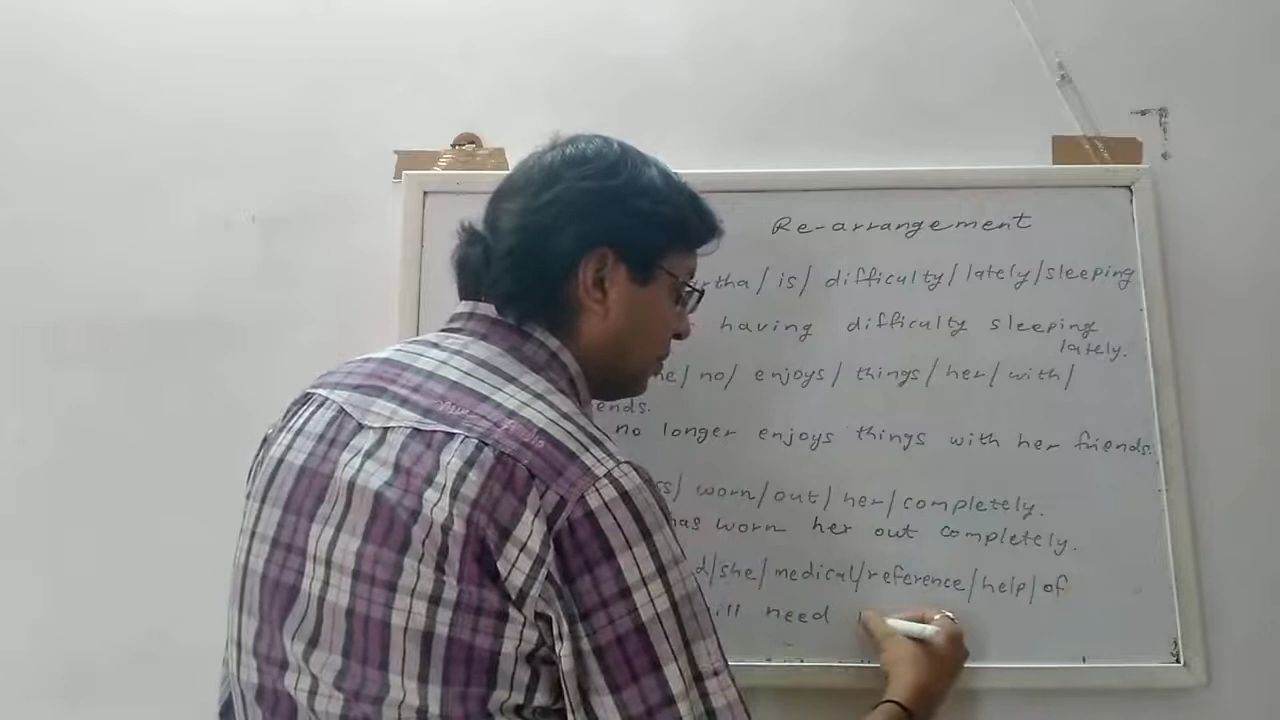 Re-arrangement
rtha/ is/ difficulty/ lately/sleeping
having difficulty sleeping
lately.
he/ no/ enjoys/ things/ her/ with/
ends.
no longer enjoys things with her friends.
ss/ worn/out/ her/completely.
has worn her out completely.
d/she/medical/reference/help/of
ill need